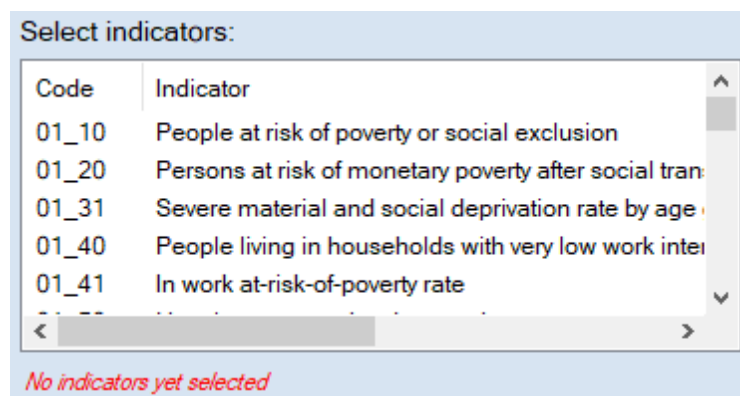 Select indicators:
Code Indicator
01_10 People at risk of poverty or social exclusion
01_20 Persons at risk of monetary poverty after social
01_31 Severe material and social deprivation rate by age
01_40 People living in households with very low work
01_41 In work at-risk-of-poverty rate
No indicators yet selected